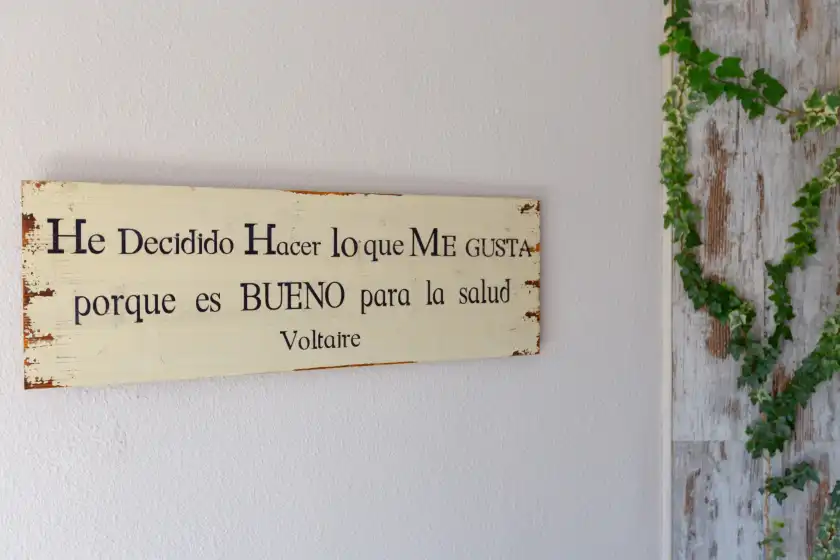 He Decidido Hacer lo que ME GUSTA
porque es BUENO para la salud
Voltaire